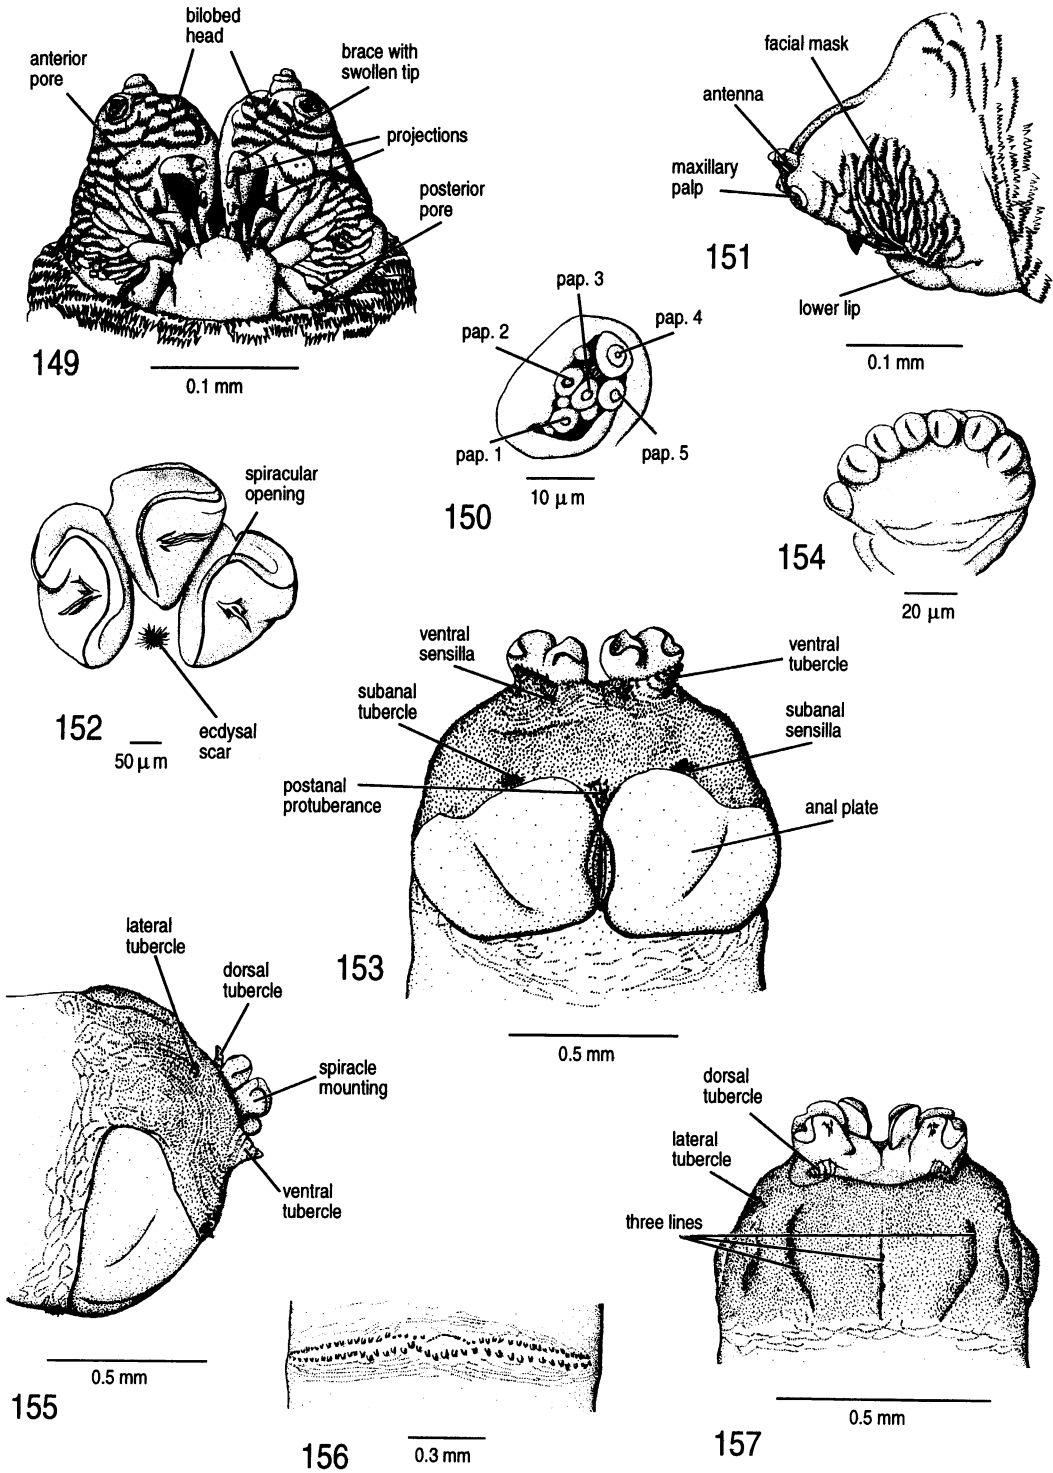 bilobed
head
anterior
pore
brace with
swollen tip
projections
posterior
pore
149
0.1 mm
facial mask
antenna
maxillary
palp
151
lower lip
0.1 mm
pap. 3
pap. 2
pap. 4
pap. 1
pap. 5
10 μm
150
spiracular
opening
152
50 μm
ecdysal
scar
154
20 μm
ventral
sensilla
ventral
tubercle
subanal
tubercle
subanal
sensilla
postanal
protuberance
anal plate
153
0.5 mm
lateral
tubercle
dorsal
tubercle
spiracle
mounting
ventral
tubercle
0.5 mm
155
156
0.3 mm
dorsal
tubercle
lateral
tubercle
three lines
0.5 mm
157